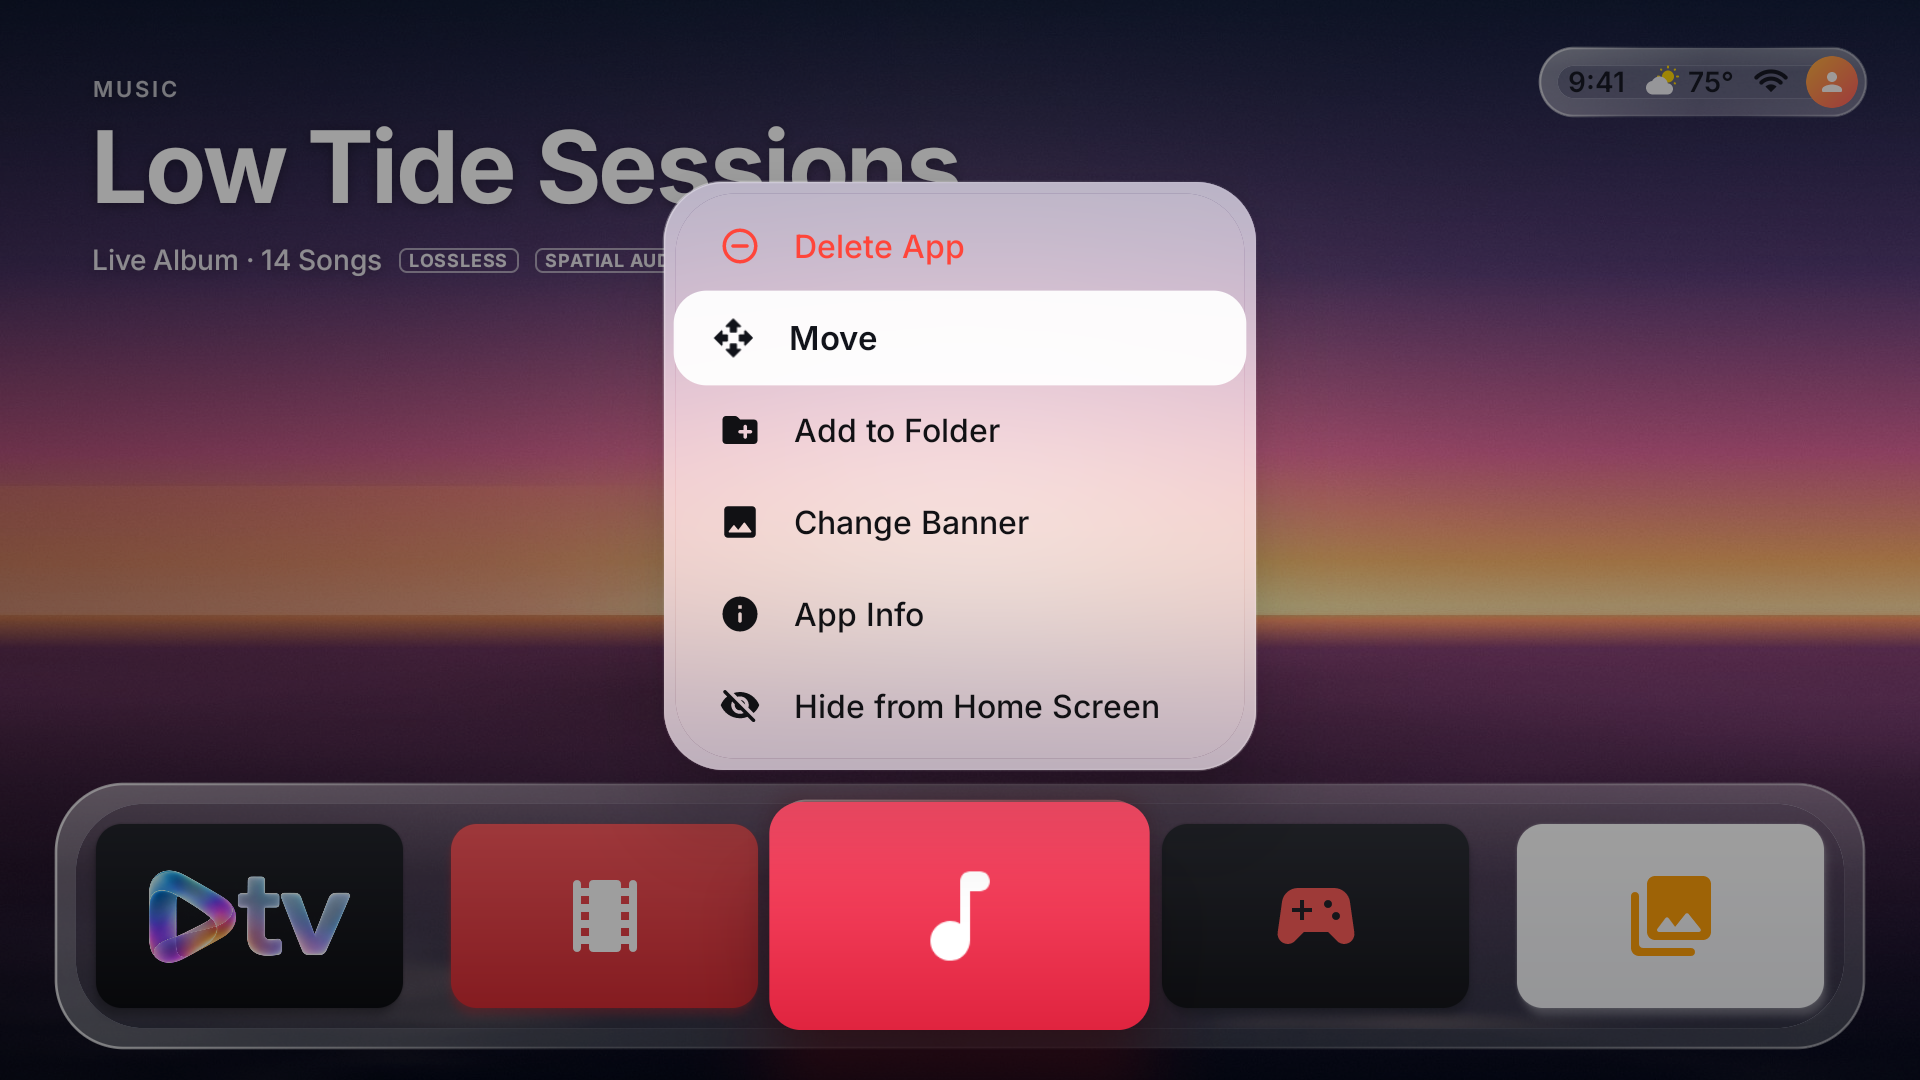 MUSIC
9:41 75°
Low Tide Sessions
Live Album · 14 Songs LOSSLESS SPATIAL
Delete App
Move
Add to Folder
Change Banner
App Info
Hide from Home Screen
tv